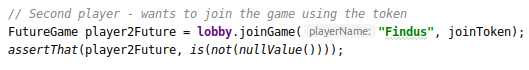 // Second player - wants to join the game using the token
FutureGame player2Future = lobby.joinGame( playerName: "Findus", joinToken);
assertThat(player2Future, is(not(nullValue())));